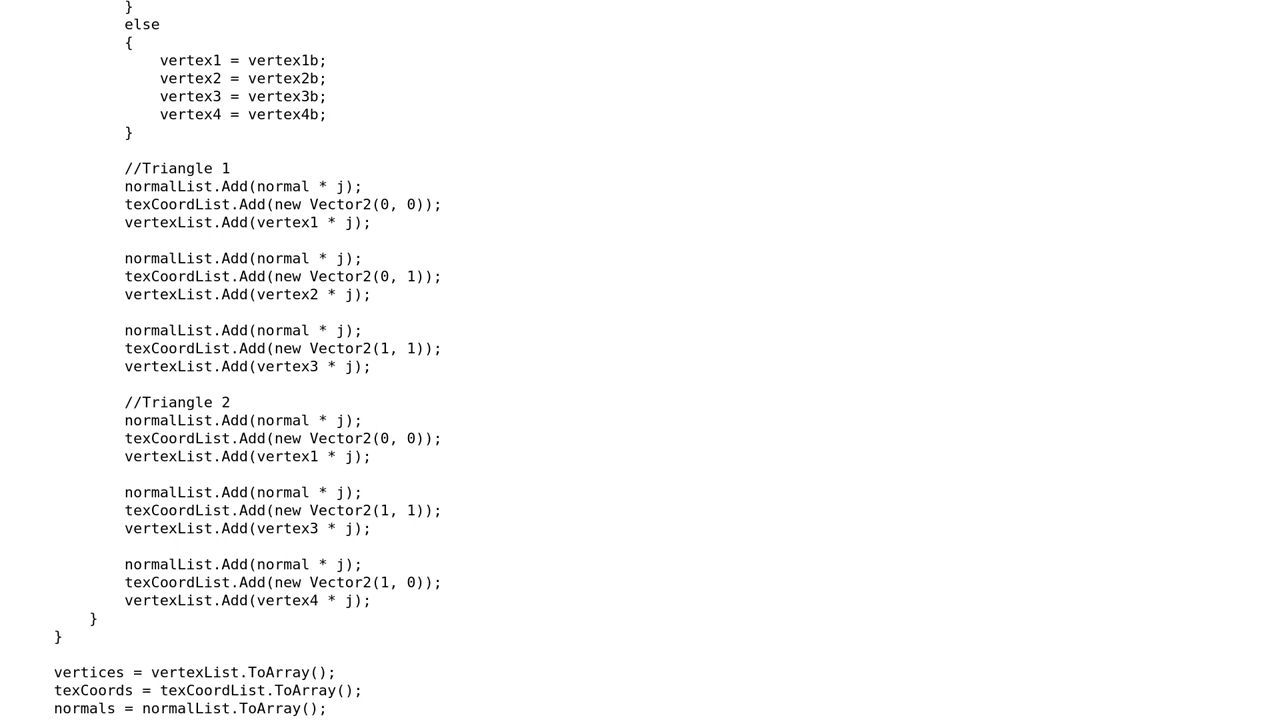 }
else
{
vertex1 = vertex1b;
vertex2 = vertex2b;
vertex3 = vertex3b;
vertex4 = vertex4b;
}
//Triangle 1
normalList.Add(normal * j);
texCoordList.Add(new Vector2(0, 0));
vertexList.Add(vertex1 * j);
normalList.Add(normal * j);
texCoordList.Add(new Vector2(0, 1));
vertexList.Add(vertex2 * j);
normalList.Add(normal * j);
texCoordList.Add(new Vector2(1, 1));
vertexList.Add(vertex3 * j);
//Triangle 2
normalList.Add(normal * j);
texCoordList.Add(new Vector2(0, 0));
vertexList.Add(vertex1 * j);
normalList.Add(normal * j);
texCoordList.Add(new Vector2(1, 1));
vertexList.Add(vertex3 * j);
normalList.Add(normal * j);
texCoordList.Add(new Vector2(1, 0));
vertexList.Add(vertex4 * j);
}
}
vertices = vertexList.ToArray();
texCoords = texCoordList.ToArray();
normals = normalList.ToArray();